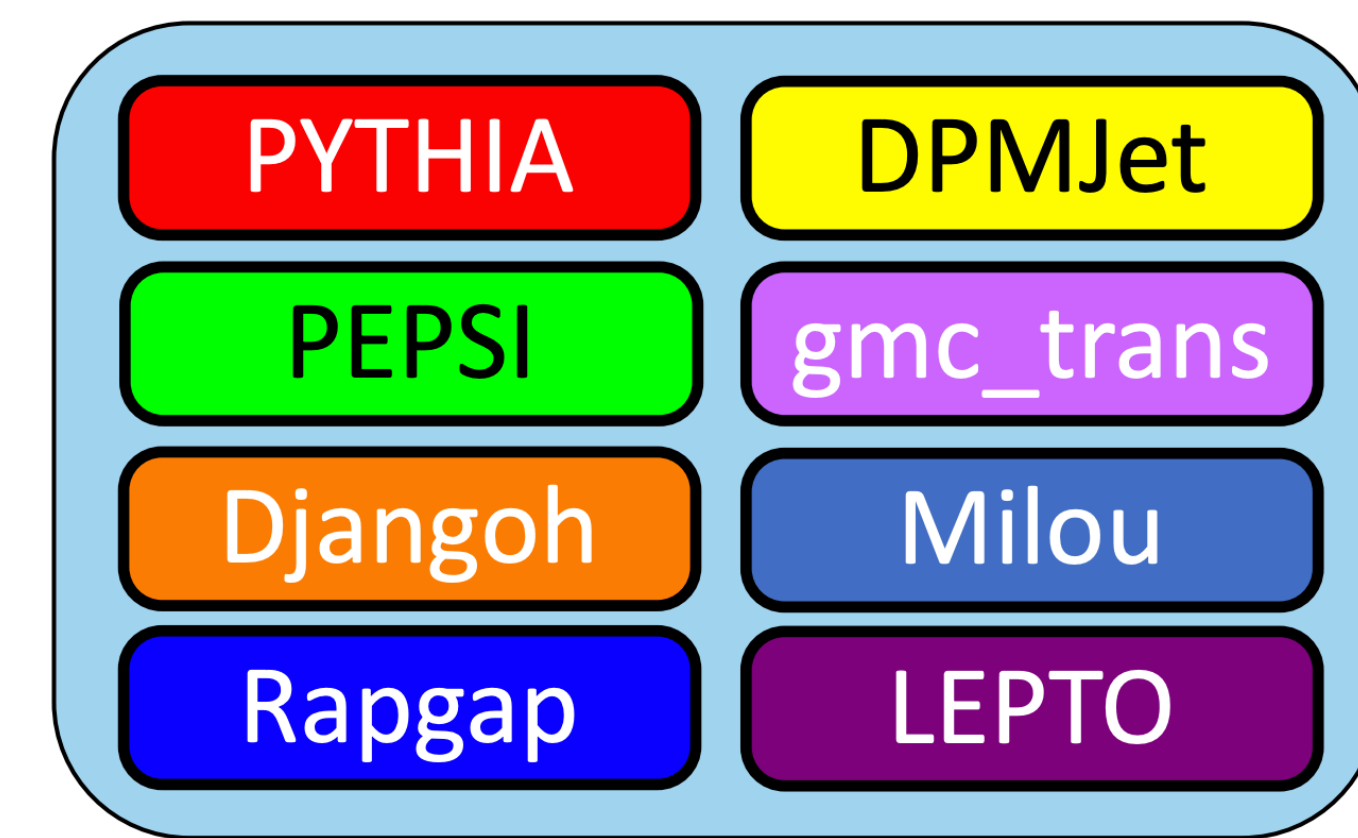 PYTHIA
DPMJet
PEPSI
gmc_trans
Djangoh
Milou
Rapgap
LEPTO